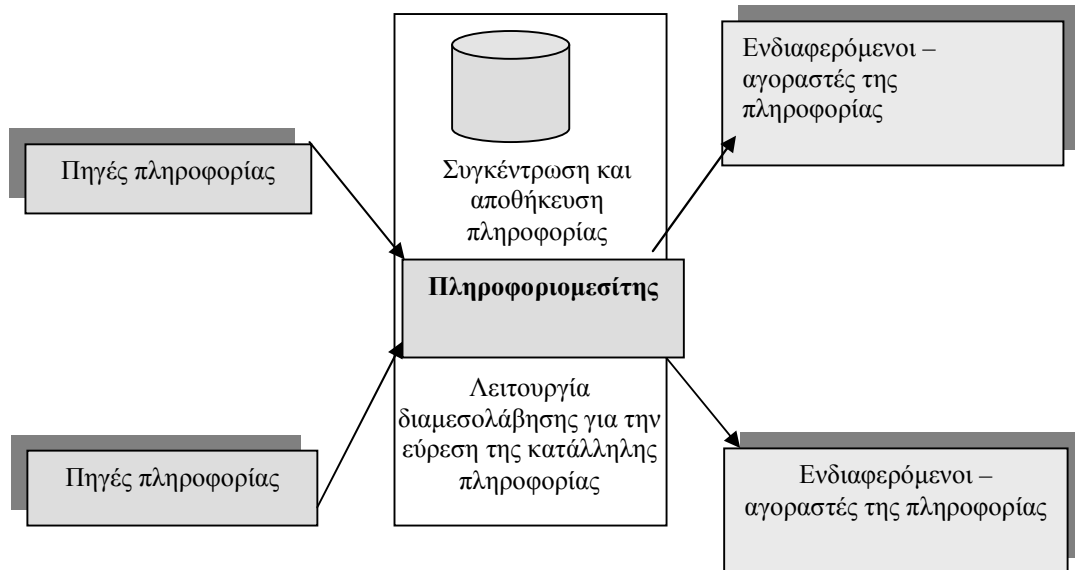 Πηγές πληροφορίας
Πηγές πληροφορίας
Συγκέντρωση και
αποθήκευση
πληροφορίας
Πληροφοριομεσίτης
Λειτουργία
διαμεσολάβησης για την
εύρεση της κατάλληλης
πληροφορίας
Ενδιαφερόμενοι –
αγοραστές της
πληροφορίας
Ενδιαφερόμενοι –
αγοραστές της πληροφορίας